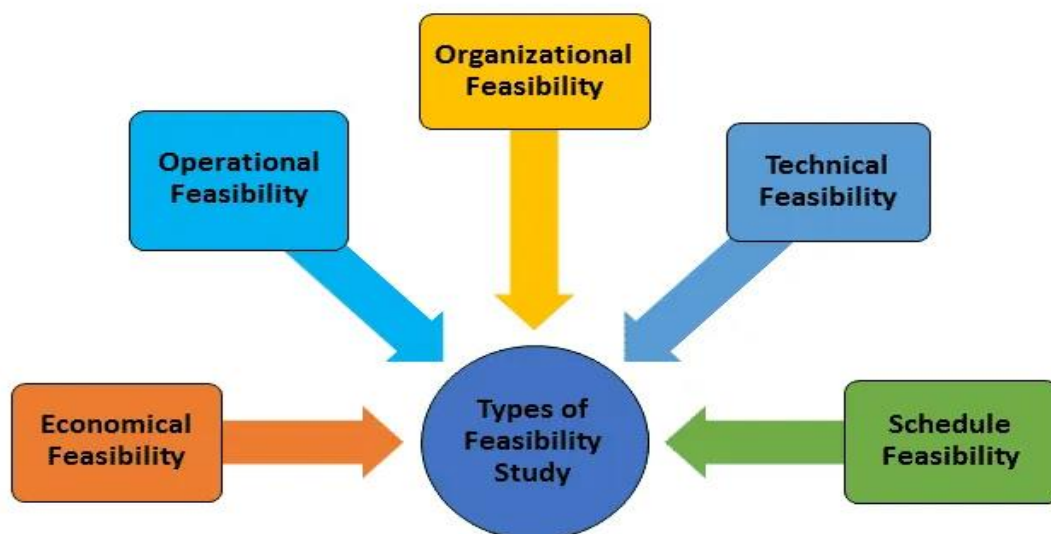 Organizational
Feasibility
Operational
Feasibility
Technical
Feasibility
Economical
Feasibility
Types of
Feasibility
Study
Schedule
Feasibility